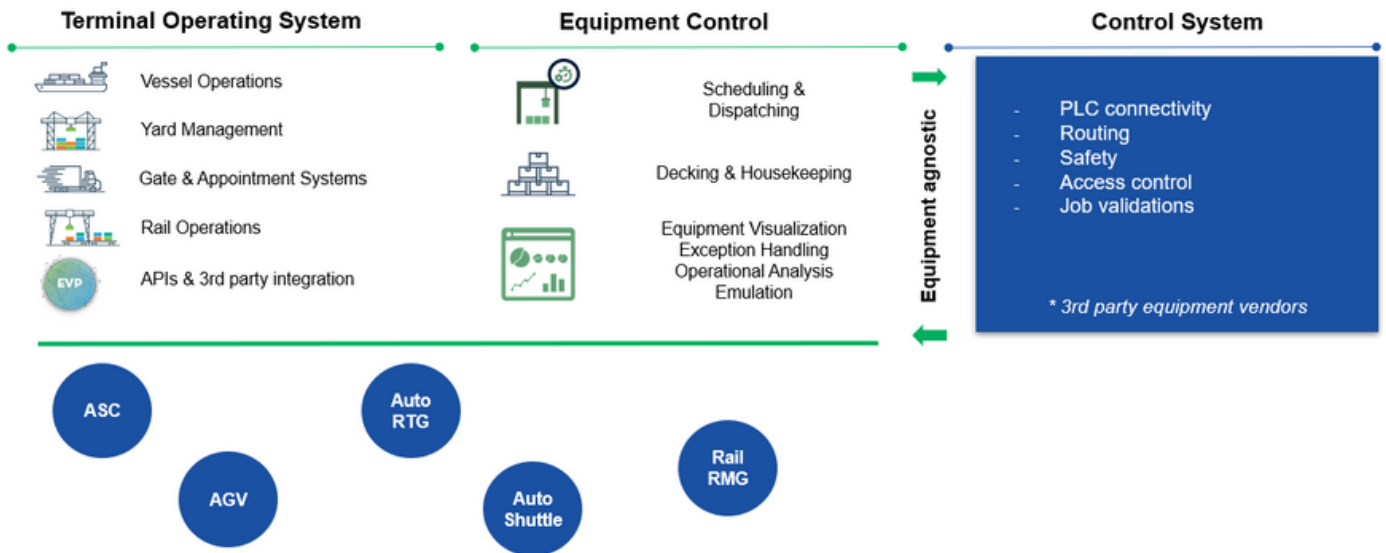 Terminal Operating System
Vessel Operations
Yard Management
Gate & Appointment Systems
Rail Operations
EVP
APIs & 3rd party integration
Equipment Control
Scheduling &
Dispatching
Decking & Housekeeping
Equipment Visualization
Exception Handling
Operational Analysis
Emulation
Equipment agnostic
Control System
- PLC connectivity
- Routing
- Safety
- Access control
- Job validations
* 3rd party equipment vendors
ASC
AGV
Auto
RTG
Auto
Shuttle
Rail
RMG